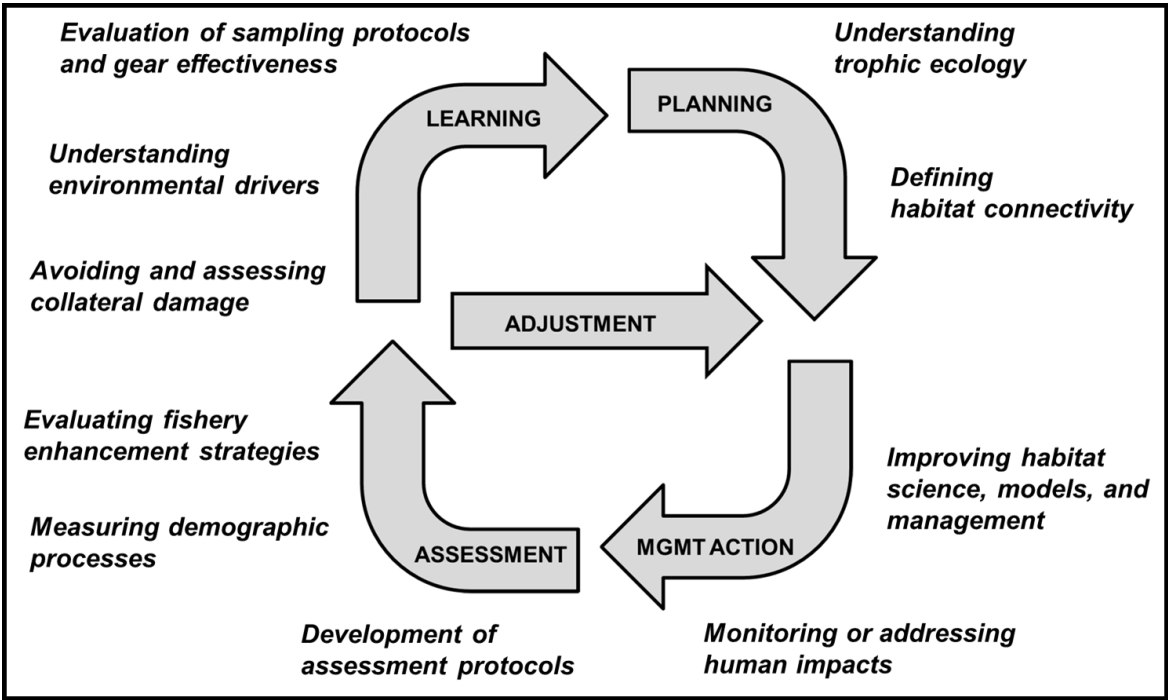 Evaluation of sampling protocols
and gear effectiveness
Understanding
trophic ecology
LEARNING
PLANNING
Understanding
environmental drivers
Defining
habitat connectivity
Avoiding and assessing
collateral damage
ADJUSTMENT
Evaluating fishery
enhancement strategies
Improving habitat
science, models, and
management
Measuring demographic
processes
ASSESSMENT
MGMT ACTION
Development of
assessment protocols
Monitoring or addressing
human impacts